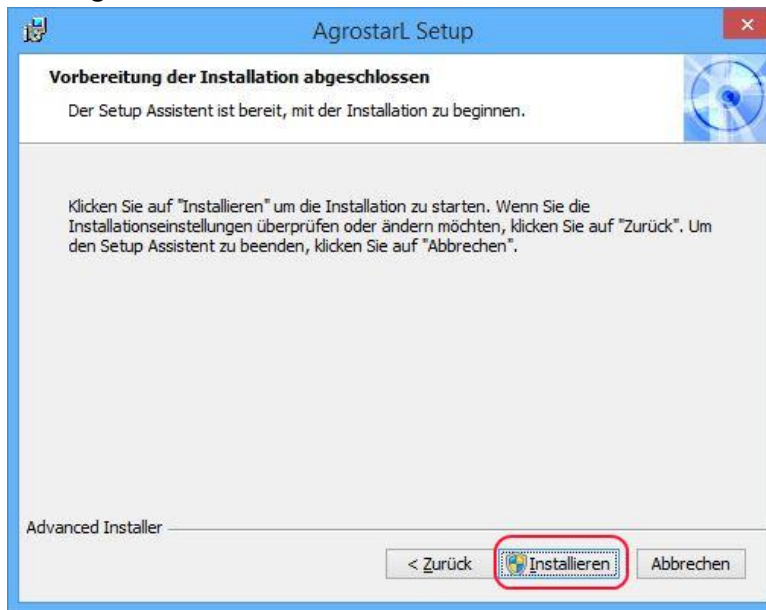 AgrostarL Setup
Vorbereitung der Installation abgeschlossen
Der Setup Assistent ist bereit, mit der Installation zu beginnen.
Klicken Sie auf "Installieren" um die Installation zu starten. Wenn Sie die
Installationseinstellungen überprüfen oder ändern möchten, klicken Sie auf "Zurück". Um
den Setup Assistent zu beenden, klicken Sie auf "Abbrechen".
Advanced Installer
< Zurück Installieren Abbrechen